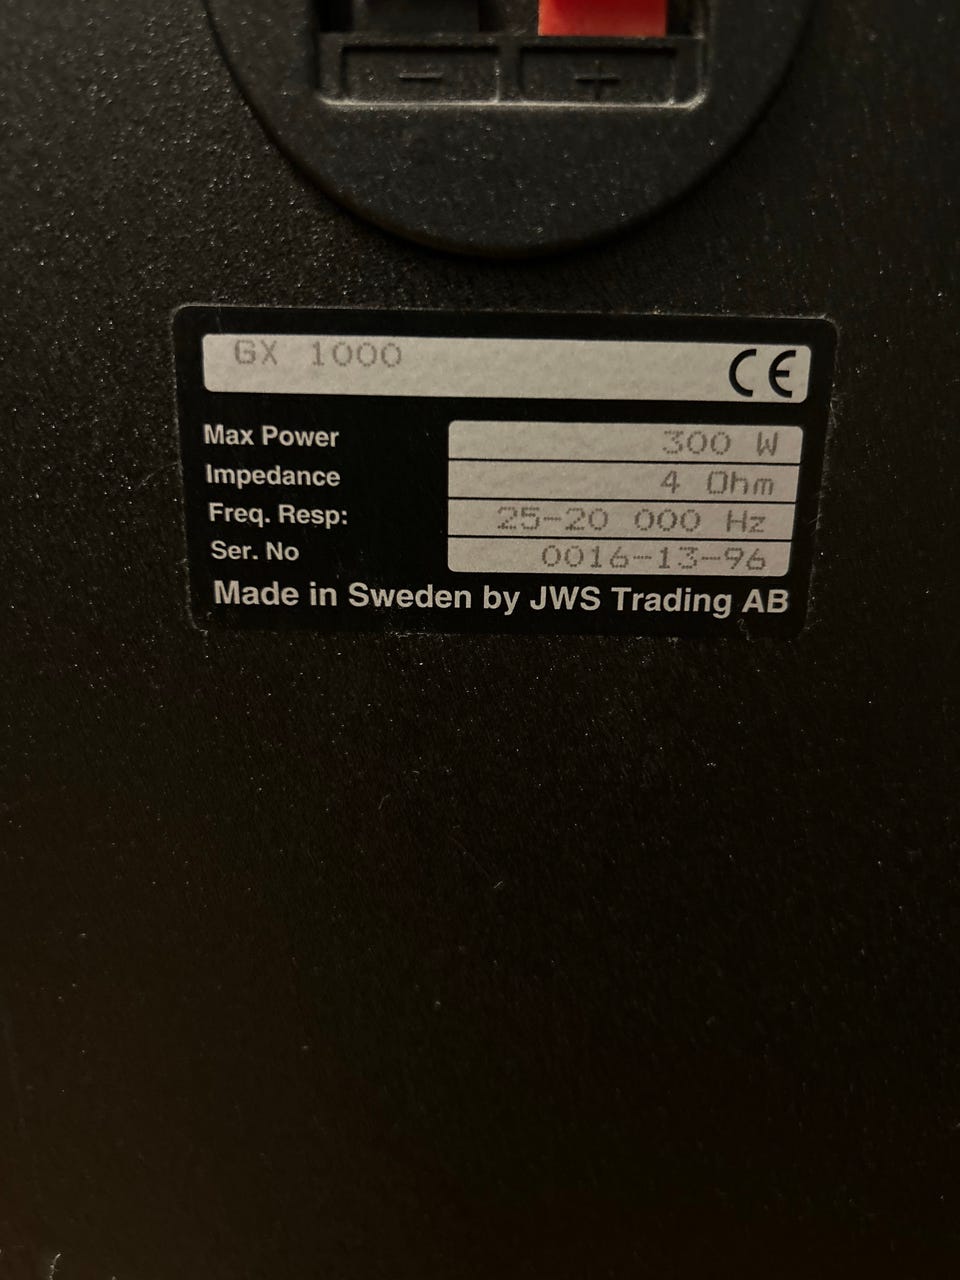 - +
GX 1000 CE
Max Power 300 W
Impedance 4 Ohm
Freq. Resp: 25-20 000 Hz
Ser. No 0016-13-96
Made in Sweden by JWS Trading AB